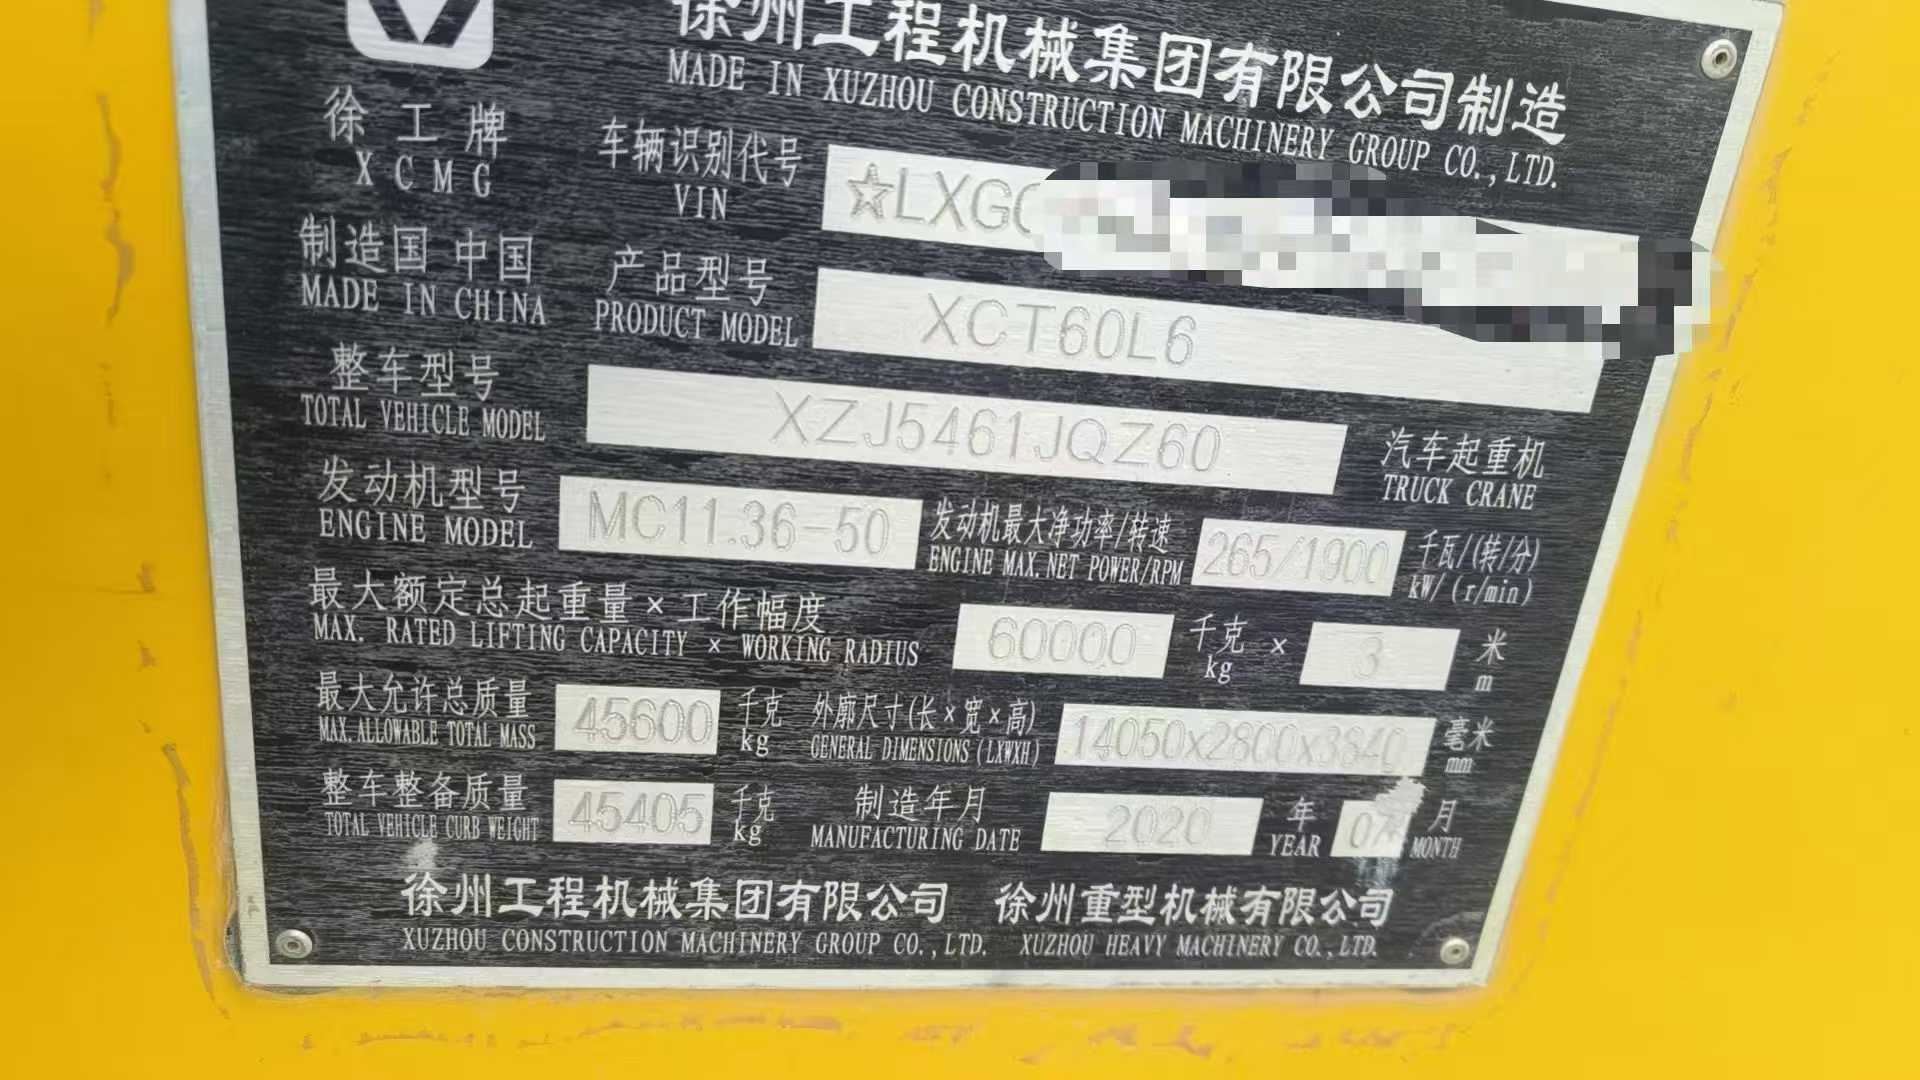 徐州工程机械集团有限公司制造
MADE IN XUZHOU CONSTRUCTION MACHINERY GROUP CO.,LTD.
徐工牌
XCMG
车辆识别代号
VIN
☆LXG
制造国 中国
MADE IN CHINA
产品型号
PRODUCT MODEL
XCT60L6
整车型号
TOTAL VEHICLE MODEL
XZJ5461JQZ60
汽车起重机
TRUCK CRANE
发动机型号
ENGINE MODEL
MC11.36-50
发动机最大净功率/转速
ENGINE MAX.NET POWER/RPM
265/1900
千瓦/(转/分)
kW/(r/min)
最大额定总起重量×工作幅度
MAX. RATED LIFTING CAPACITY × WORKING RADIUS
60000
千克
kg
×
3
米
m
最大允许总质量
MAX.ALLOWABLE TOTAL MASS
45600
千克
kg
外廓尺寸(长×宽×高)
GENERAL DIMENSIONS(LXWXH)
14050x2800x3840
毫米
mm
整车整备质量
TOTAL VEHICLE CURB WEIGHT
45405
千克
kg
制造年月
MANUFACTURING DATE
2020
年
YEAR
07
月
MONTH
徐州工程机械集团有限公司 徐州重型机械有限公司
XUZHOU CONSTRUCTION MACHINERY GROUP CO.,LTD. XUZHOU HEAVY MACHINERY CO.,LTD.